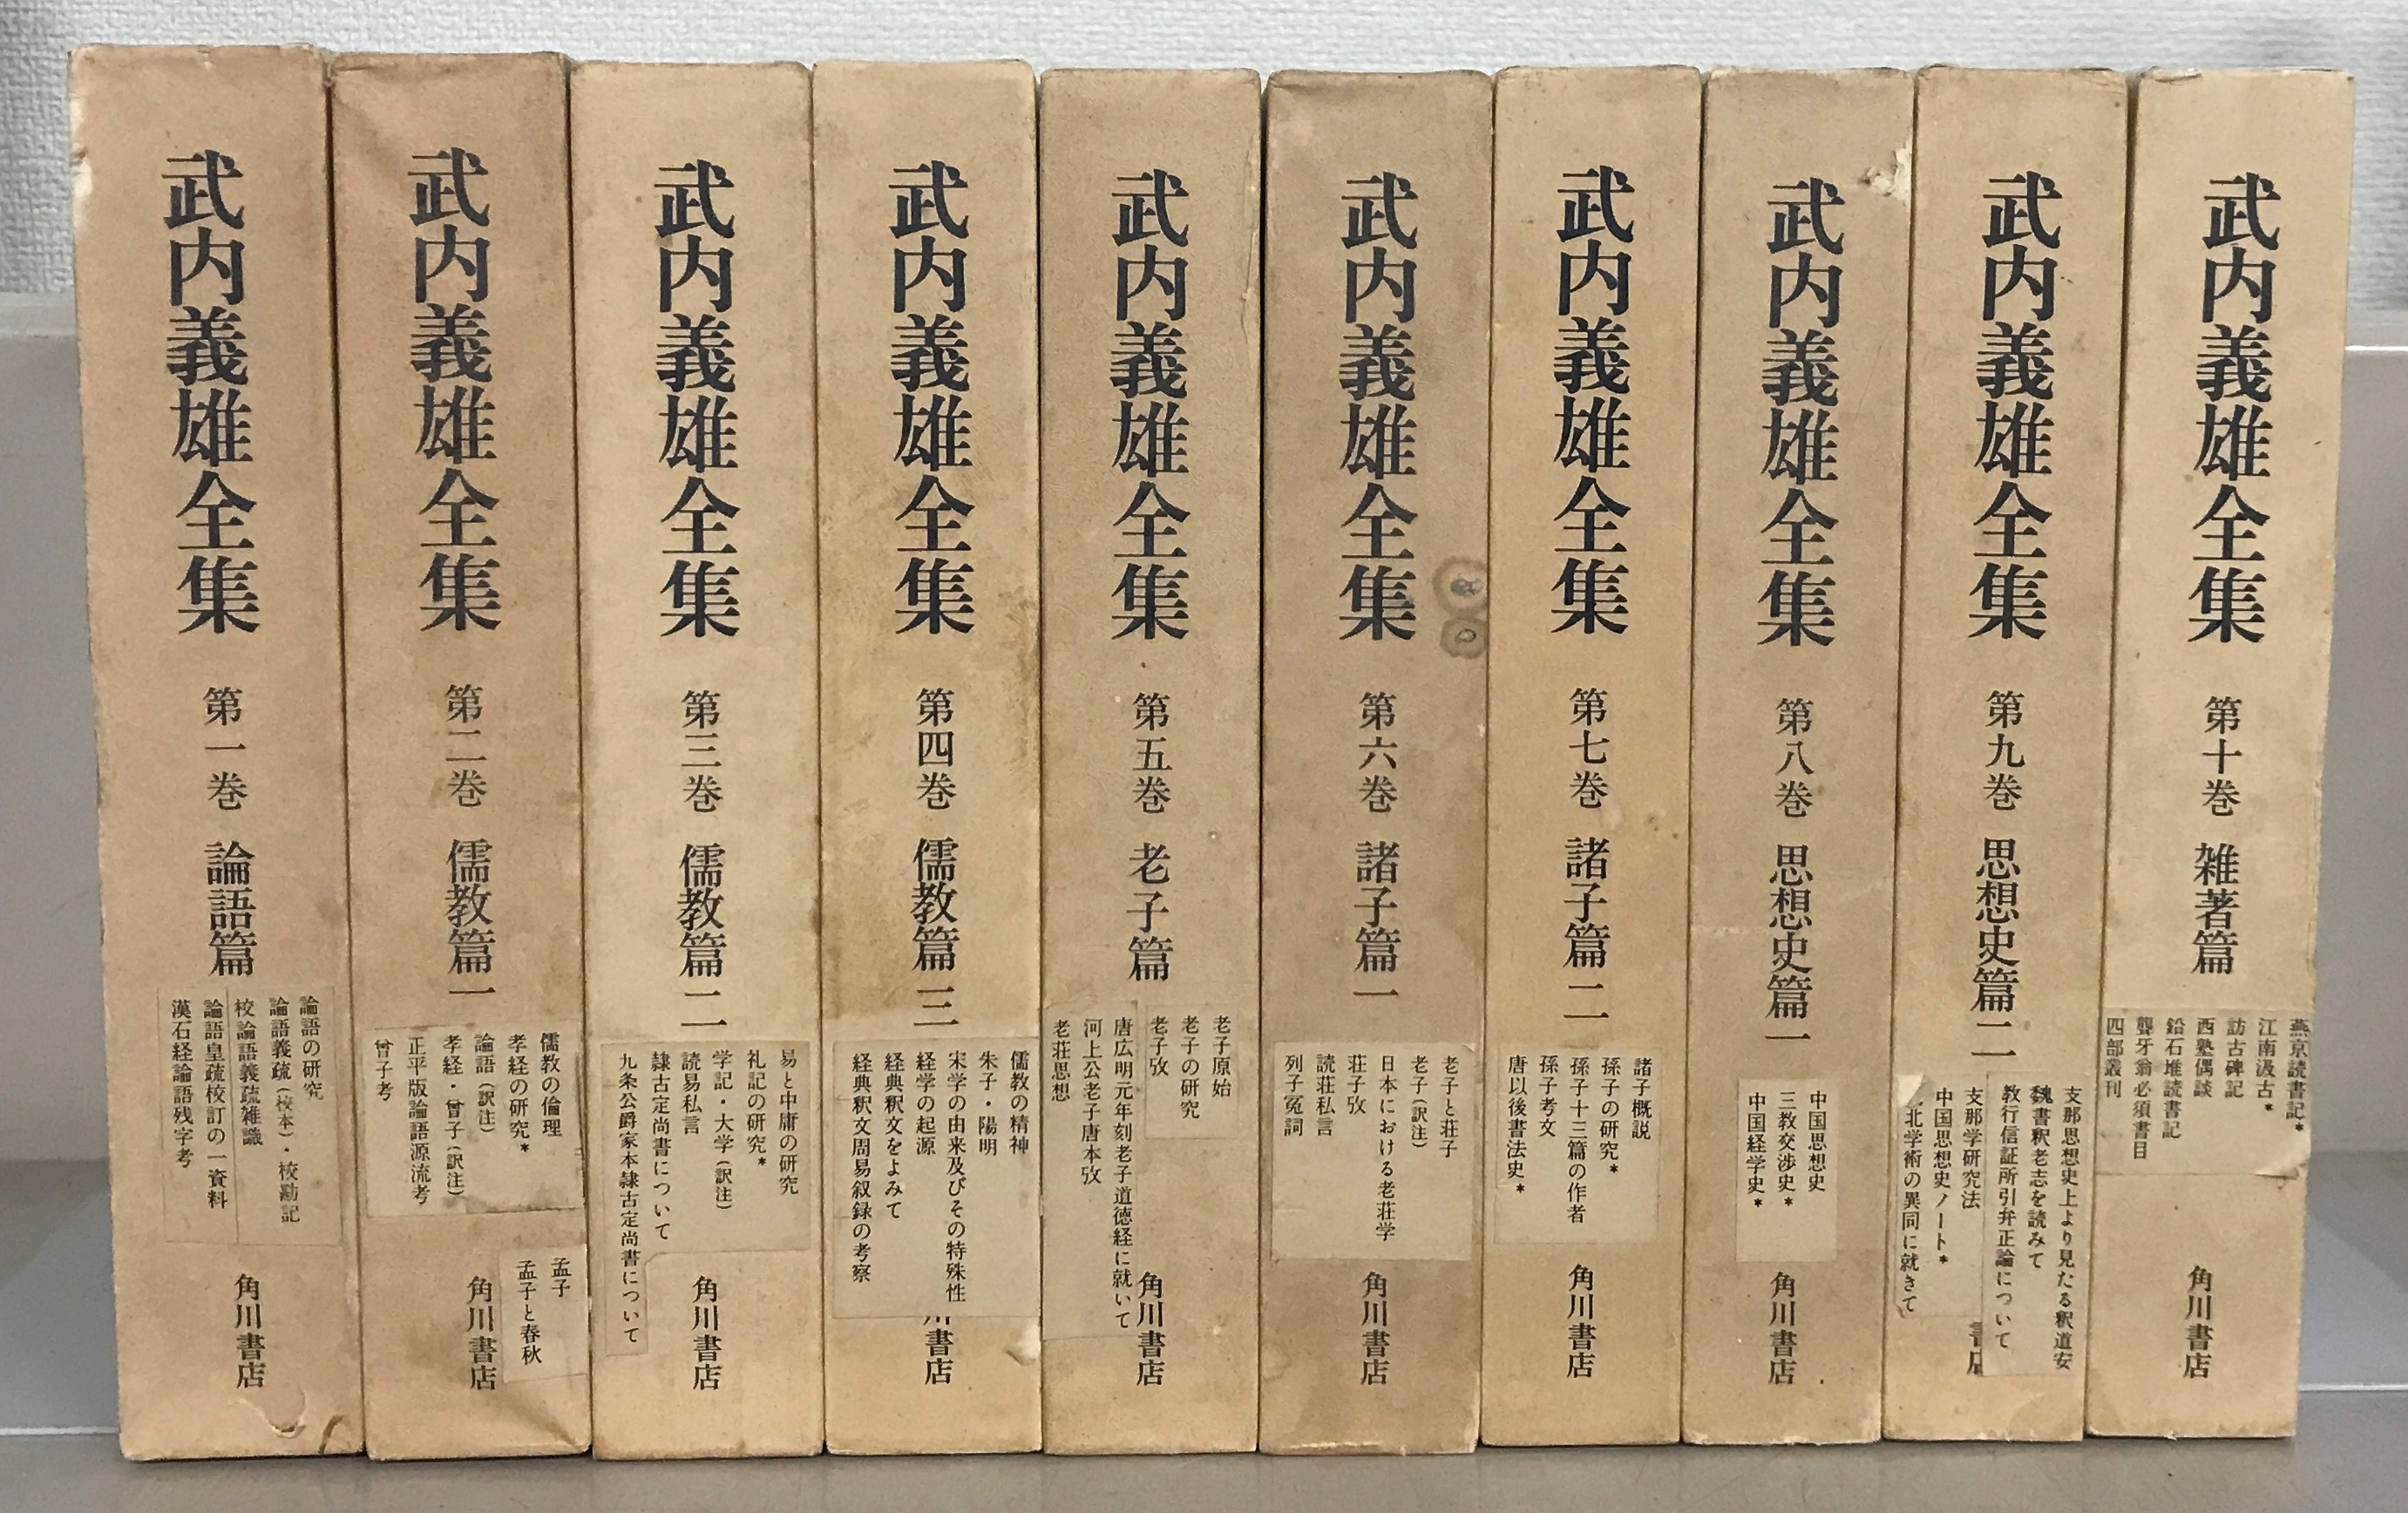 武内義雄全集
第一巻
論語篇
論語の研究
論語義疏（校本）・校勘記
校論語義疏雑識
論語皇疏校訂の一資料
漢石経論語残字考
角川書店
武内義雄全集
第二巻
儒教篇一
儒教の倫理
孝経の研究*
論語（訳注）
孝経・曾子（訳注）
正平版論語源流考
曾子考
孟子
孟子と春秋
角川書店
武内義雄全集
第三巻
儒教篇二
易と中庸の研究
礼記の研究*
学記・大学（訳注）
読易私言
隷古定尚書について
九条公爵家本隷古定尚書について
角川書店
武内義雄全集
第四巻
儒教篇三
儒教の精神
朱子・陽明
宋学の由来及びその特殊性
経学の起源
経典釈文をよみて
経典釈文周易叙録の考察
川書店
武内義雄全集
第五巻
老子篇
老子原始
老子の研究
老子攷
唐広明元年刻老子道徳経に就いて
河上公老子唐本攷
老荘思想
角川書店
武内義雄全集
第六巻
諸子篇一
老子と荘子
老子（訳注）
日本における老荘学
荘子攷
読荘私言
列子冤詞
角川書店
武内義雄全集
第七巻
諸子篇二
諸子概説
孫子の研究*
孫子十三篇の作者
孫子考文
唐以後書法史*
角川書店
武内義雄全集
第八巻
思想史篇一
中国思想史
三教交渉史*
中国経学史*
角川書店
武内義雄全集
第九巻
思想史篇二
支那思想史上より見たる釈道安
魏書釈老志を読みて
教行信証所引弁正論について
支那学研究法
中国思想史ノート*
北学術の異同に就きて
書店
武内義雄全集
第十巻
雑著篇
燕京読書記*
江南汲古*
訪古碑記
西塾偶談
鉛石堆読書記
龔牙翁必須書目
四部叢刊
角川書店